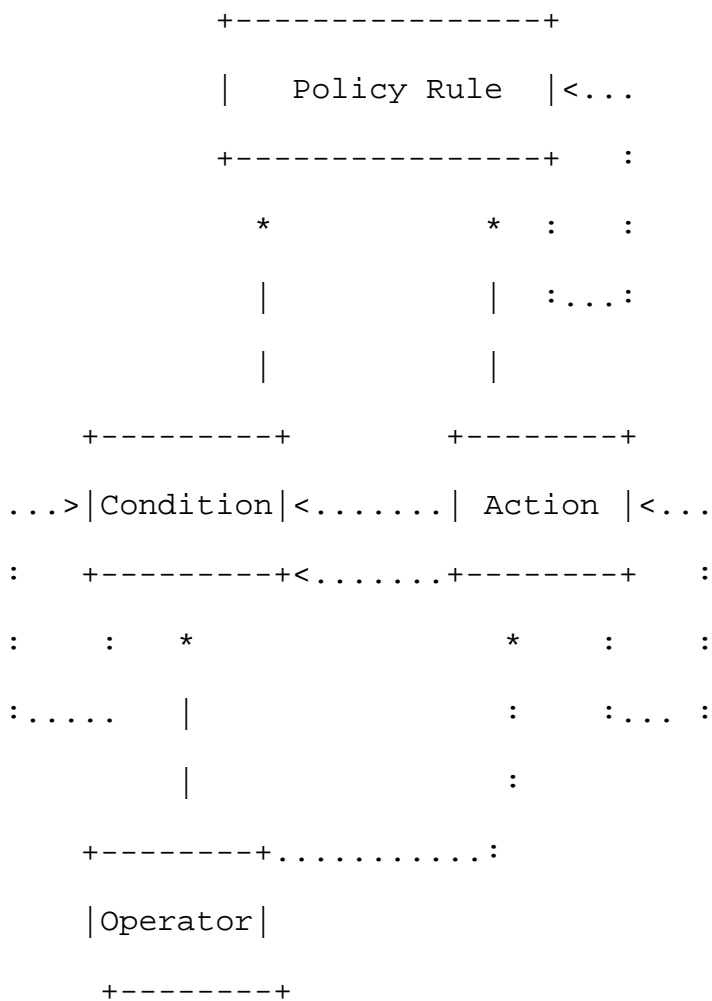 +----------------+
|   Policy Rule  |<...
+----------------+   :
*           *  :   :
|           |  :...:
|           |
+---------+        +--------+
...>|Condition|<.......| Action |<...
:   +---------+<.......+--------+   :
:    :   *                *    :    :
:.....   |                :    :... :
|                :
+--------+...........:
|Operator|
+--------+